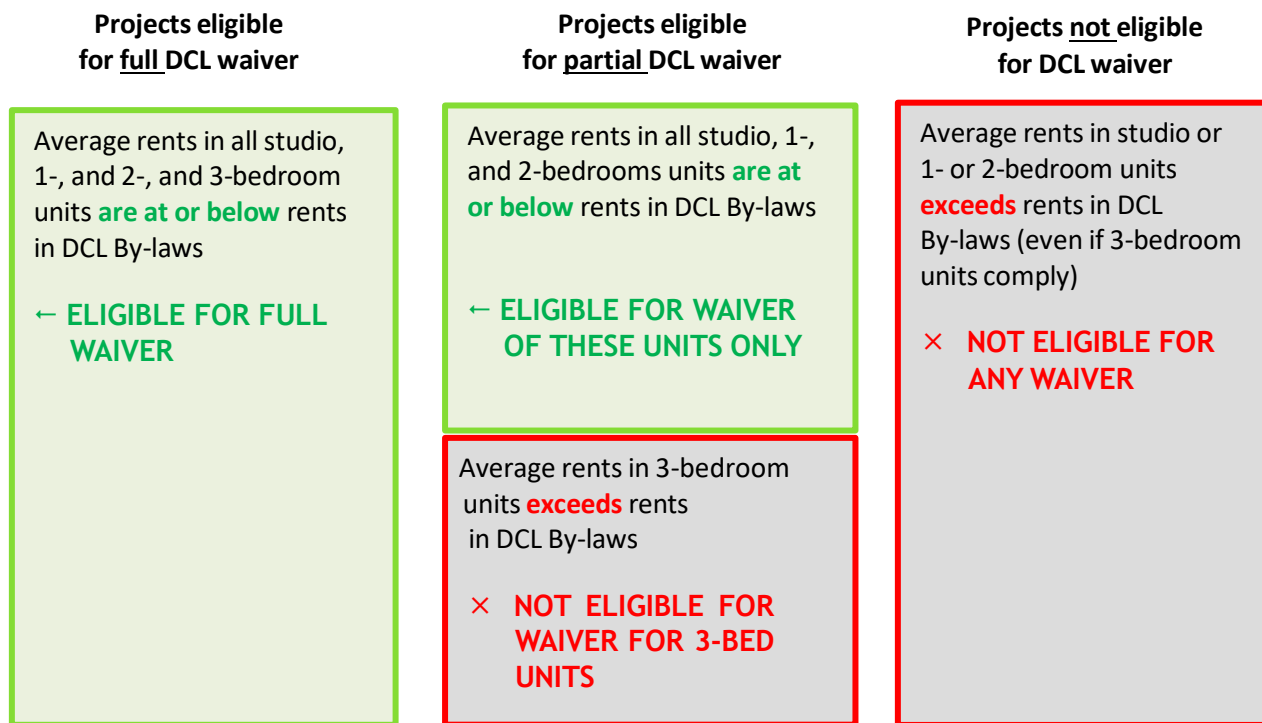 Projects eligible
for full DCL waiver
Average rents in all studio,
1-, and 2-, and 3-bedroom
units are at or below rents
in DCL By-laws
← ELIGIBLE FOR FULL
WAIVER
Projects eligible
for partial DCL waiver
Average rents in all studio, 1-,
and 2-bedrooms units are at
or below rents in DCL By-laws
← ELIGIBLE FOR WAIVER
OF THESE UNITS ONLY
Average rents in 3-bedroom
units exceeds rents
in DCL By-laws
× NOT ELIGIBLE FOR
WAIVER FOR 3-BED
UNITS
Projects not eligible
for DCL waiver
Average rents in studio or
1- or 2-bedroom units
exceeds rents in DCL
By-laws (even if 3-bedroom
units comply)
× NOT ELIGIBLE FOR
ANY WAIVER